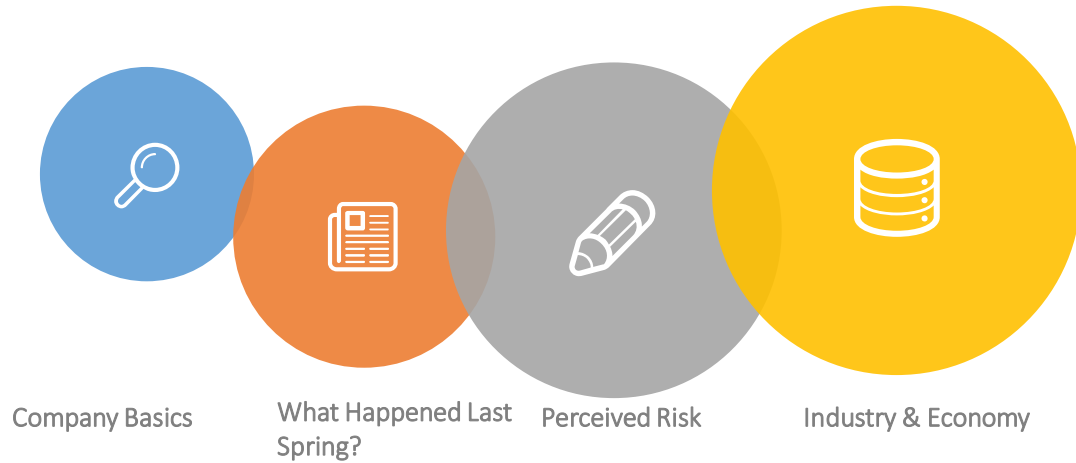 Company Basics
What Happened Last
Spring?
Perceived Risk
Industry & Economy